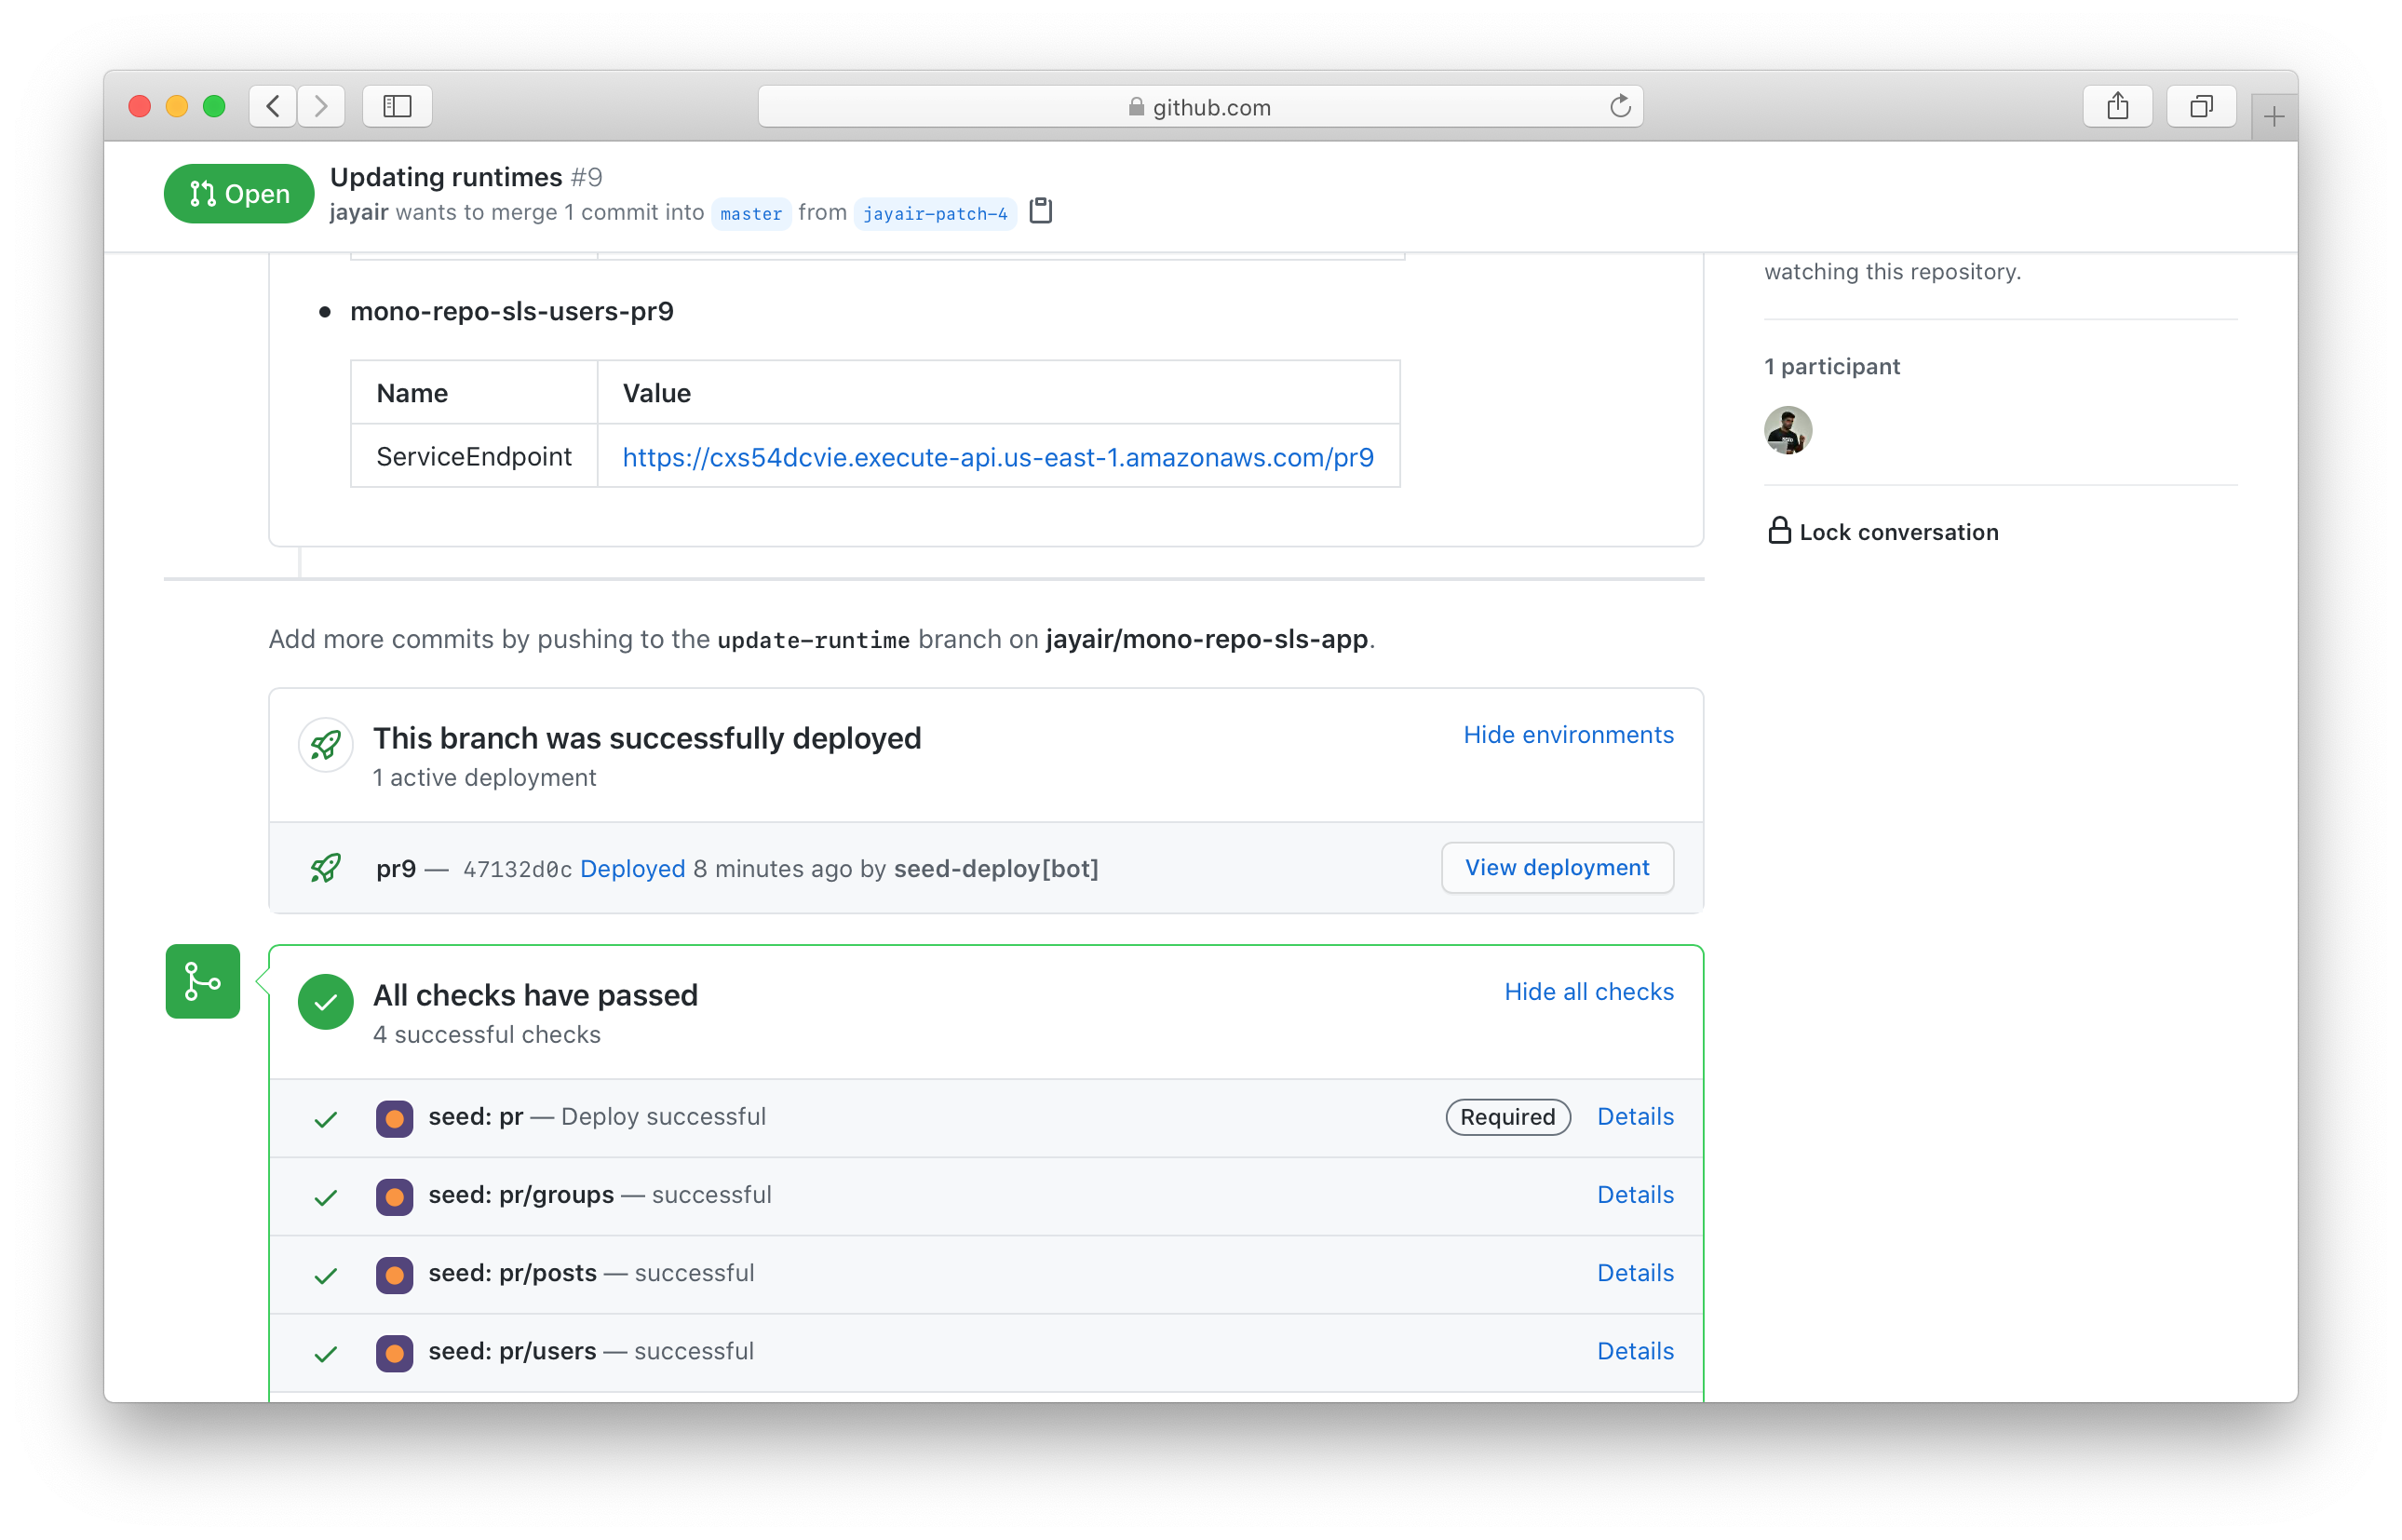 github.com
Open
Updating runtimes #9
jayair wants to merge 1 commit into master from jayair-patch-4
watching this repository.
mono-repo-sls-users-pr9
1 participant
Name Value
ServiceEndpoint https://cxs54dcvie.execute-api.us-east-1.amazonaws.com/pr9
Lock conversation
Add more commits by pushing to the update-runtime branch on jayair/mono-repo-sls-app.
This branch was successfully deployed
Hide environments
1 active deployment
pr9 — 47132d0c Deployed 8 minutes ago by seed-deploy[bot]
View deployment
All checks have passed
Hide all checks
4 successful checks
seed: pr — Deploy successful Required Details
seed: pr/groups — successful Details
seed: pr/posts — successful Details
seed: pr/users — successful Details